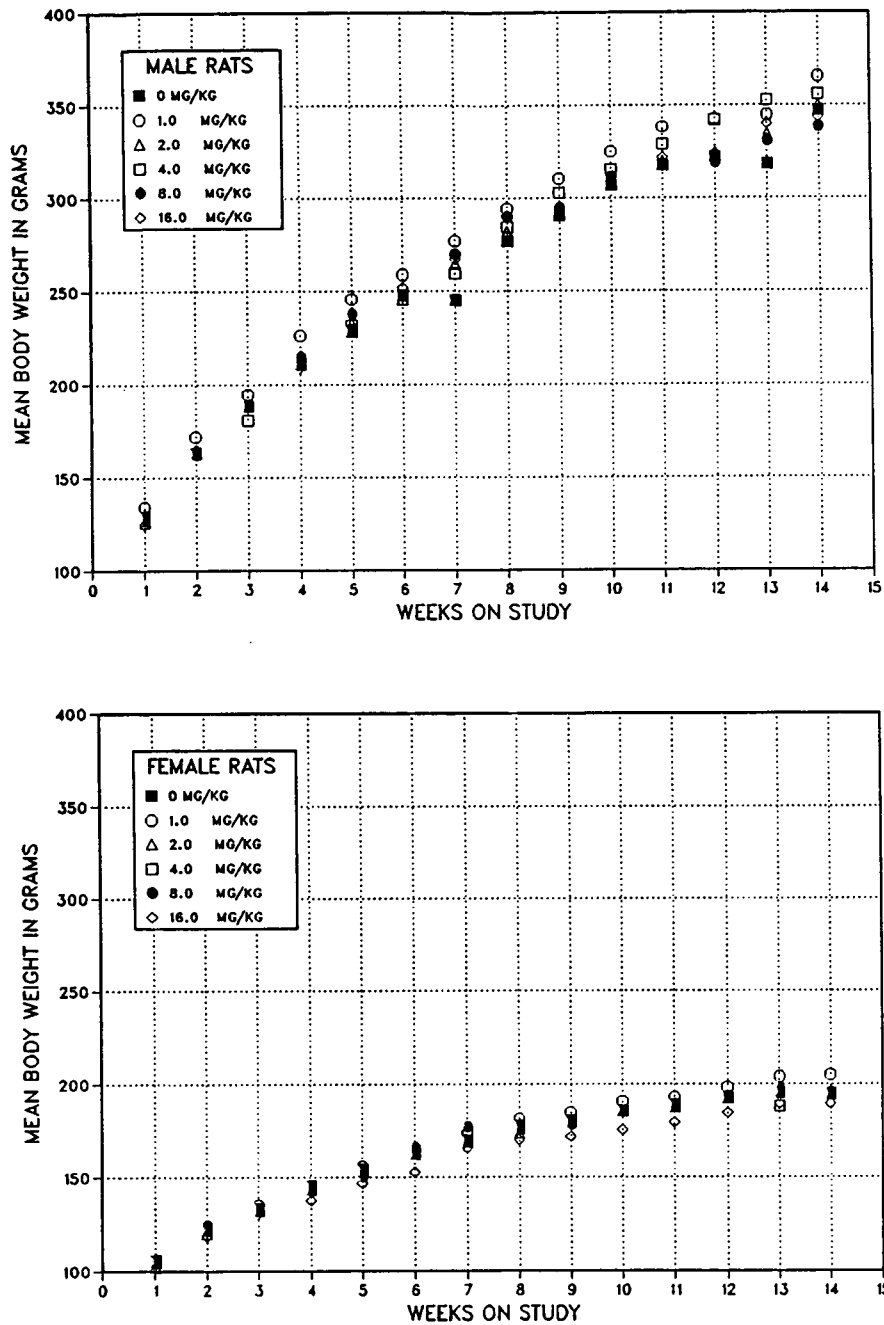 400
350
300
250
200
150
100
MEAN BODY WEIGHT IN GRAMS
MALE RATS
0 MG/KG
1.0 MG/KG
2.0 MG/KG
4.0 MG/KG
8.0 MG/KG
16.0 MG/KG
0 1 2 3 4 5 6 7 8 9 10 11 12 13 14 15
WEEKS ON STUDY
400
350
300
250
200
150
100
MEAN BODY WEIGHT IN GRAMS
FEMALE RATS
0 MG/KG
1.0 MG/KG
2.0 MG/KG
4.0 MG/KG
8.0 MG/KG
16.0 MG/KG
0 1 2 3 4 5 6 7 8 9 10 11 12 13 14 15
WEEKS ON STUDY